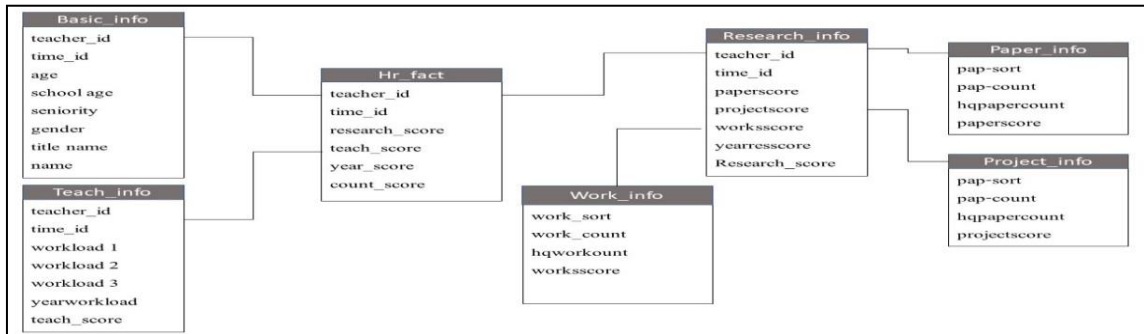 Basic_info
teacher_id
time_id
age
school age
seniority
gender
title name
name
Teach_info
teacher_id
time_id
workload 1
workload 2
workload 3
yearworkload
teach_score
Hr_fact
teacher_id
time_id
research_score
teach_score
year_score
count_score
Work_info
work_sort
work_count
hqworkount
worksscore
Research_info
teacher_id
time_id
paperscore
projectscore
worksscore
yearresscore
Research_score
Paper_info
pap-sort
pap-count
hqpapercount
paperscore
Project_info
pap-sort
pap-count
hqpapercount
projectscore